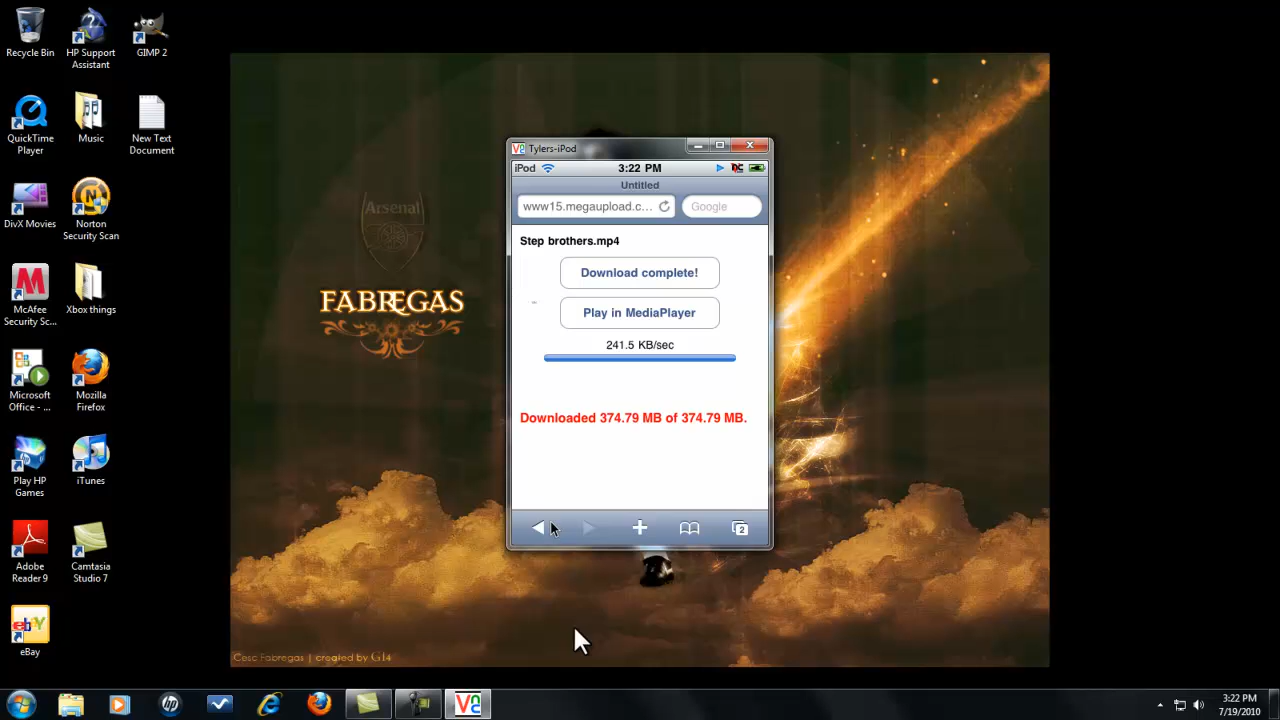 Recycle Bin
HP Support
Assistant
GIMP 2
QuickTime
Player
Music
New Text
Document
DivX Movies
Norton
Security Scan
McAfee
Security Sc...
Xbox things
Microsoft
Office - ...
Mozilla
Firefox
Play HP
Games
iTunes
Adobe
Reader 9
Camtasia
Studio 7
eBay
Arsenal
FABREGAS
Cesc Fabregas | created by G14
Tylers-iPod
iPod
3:22 PM
Untitled
www15.megaupload.c...
Google
Step brothers.mp4
Download complete!
Play in MediaPlayer
241.5 KB/sec
Downloaded 374.79 MB of 374.79 MB.
2
3:22 PM
7/19/2010